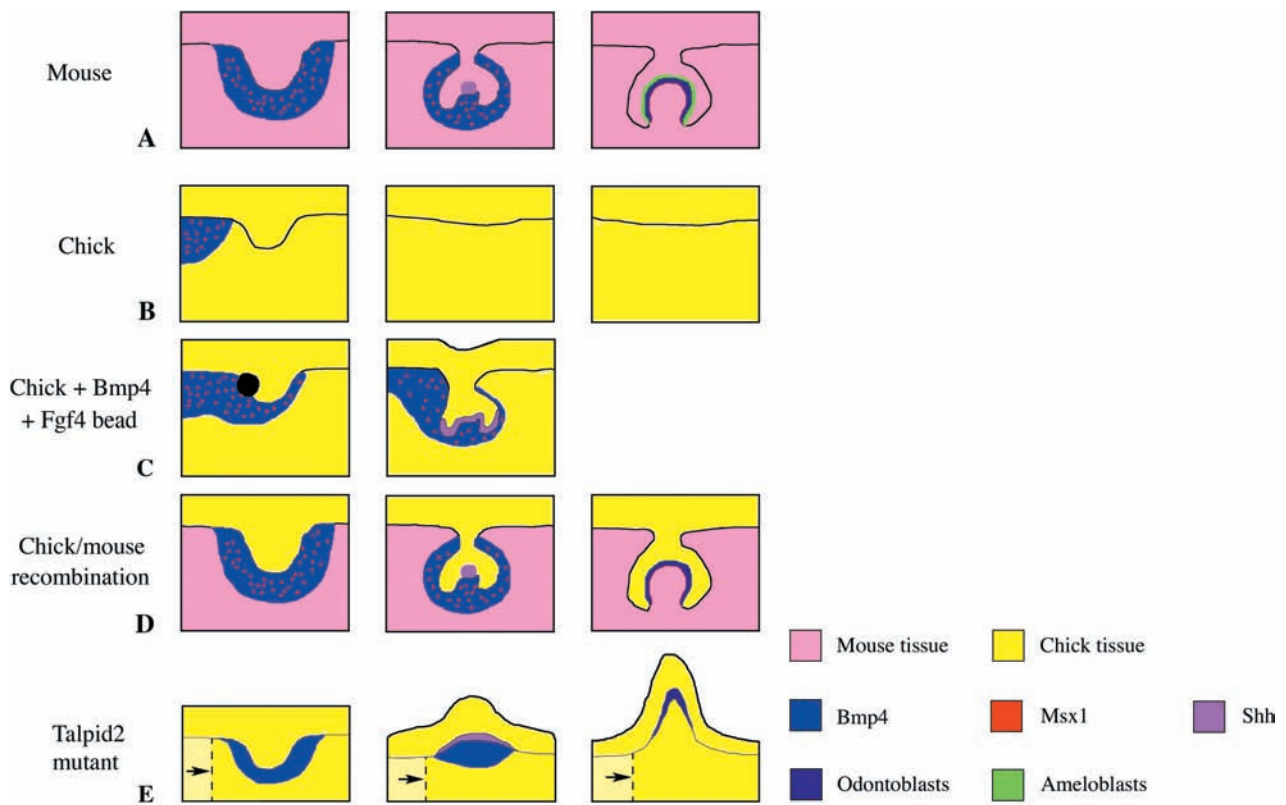 Mouse
A
Chick
B
Chick + Bmp4
+ Fgf4 bead
C
Chick/mouse
recombination
D
Talpid2
mutant
E
Mouse tissue
Chick tissue
Bmp4
Msx1
Shh
Odontoblasts
Ameloblasts